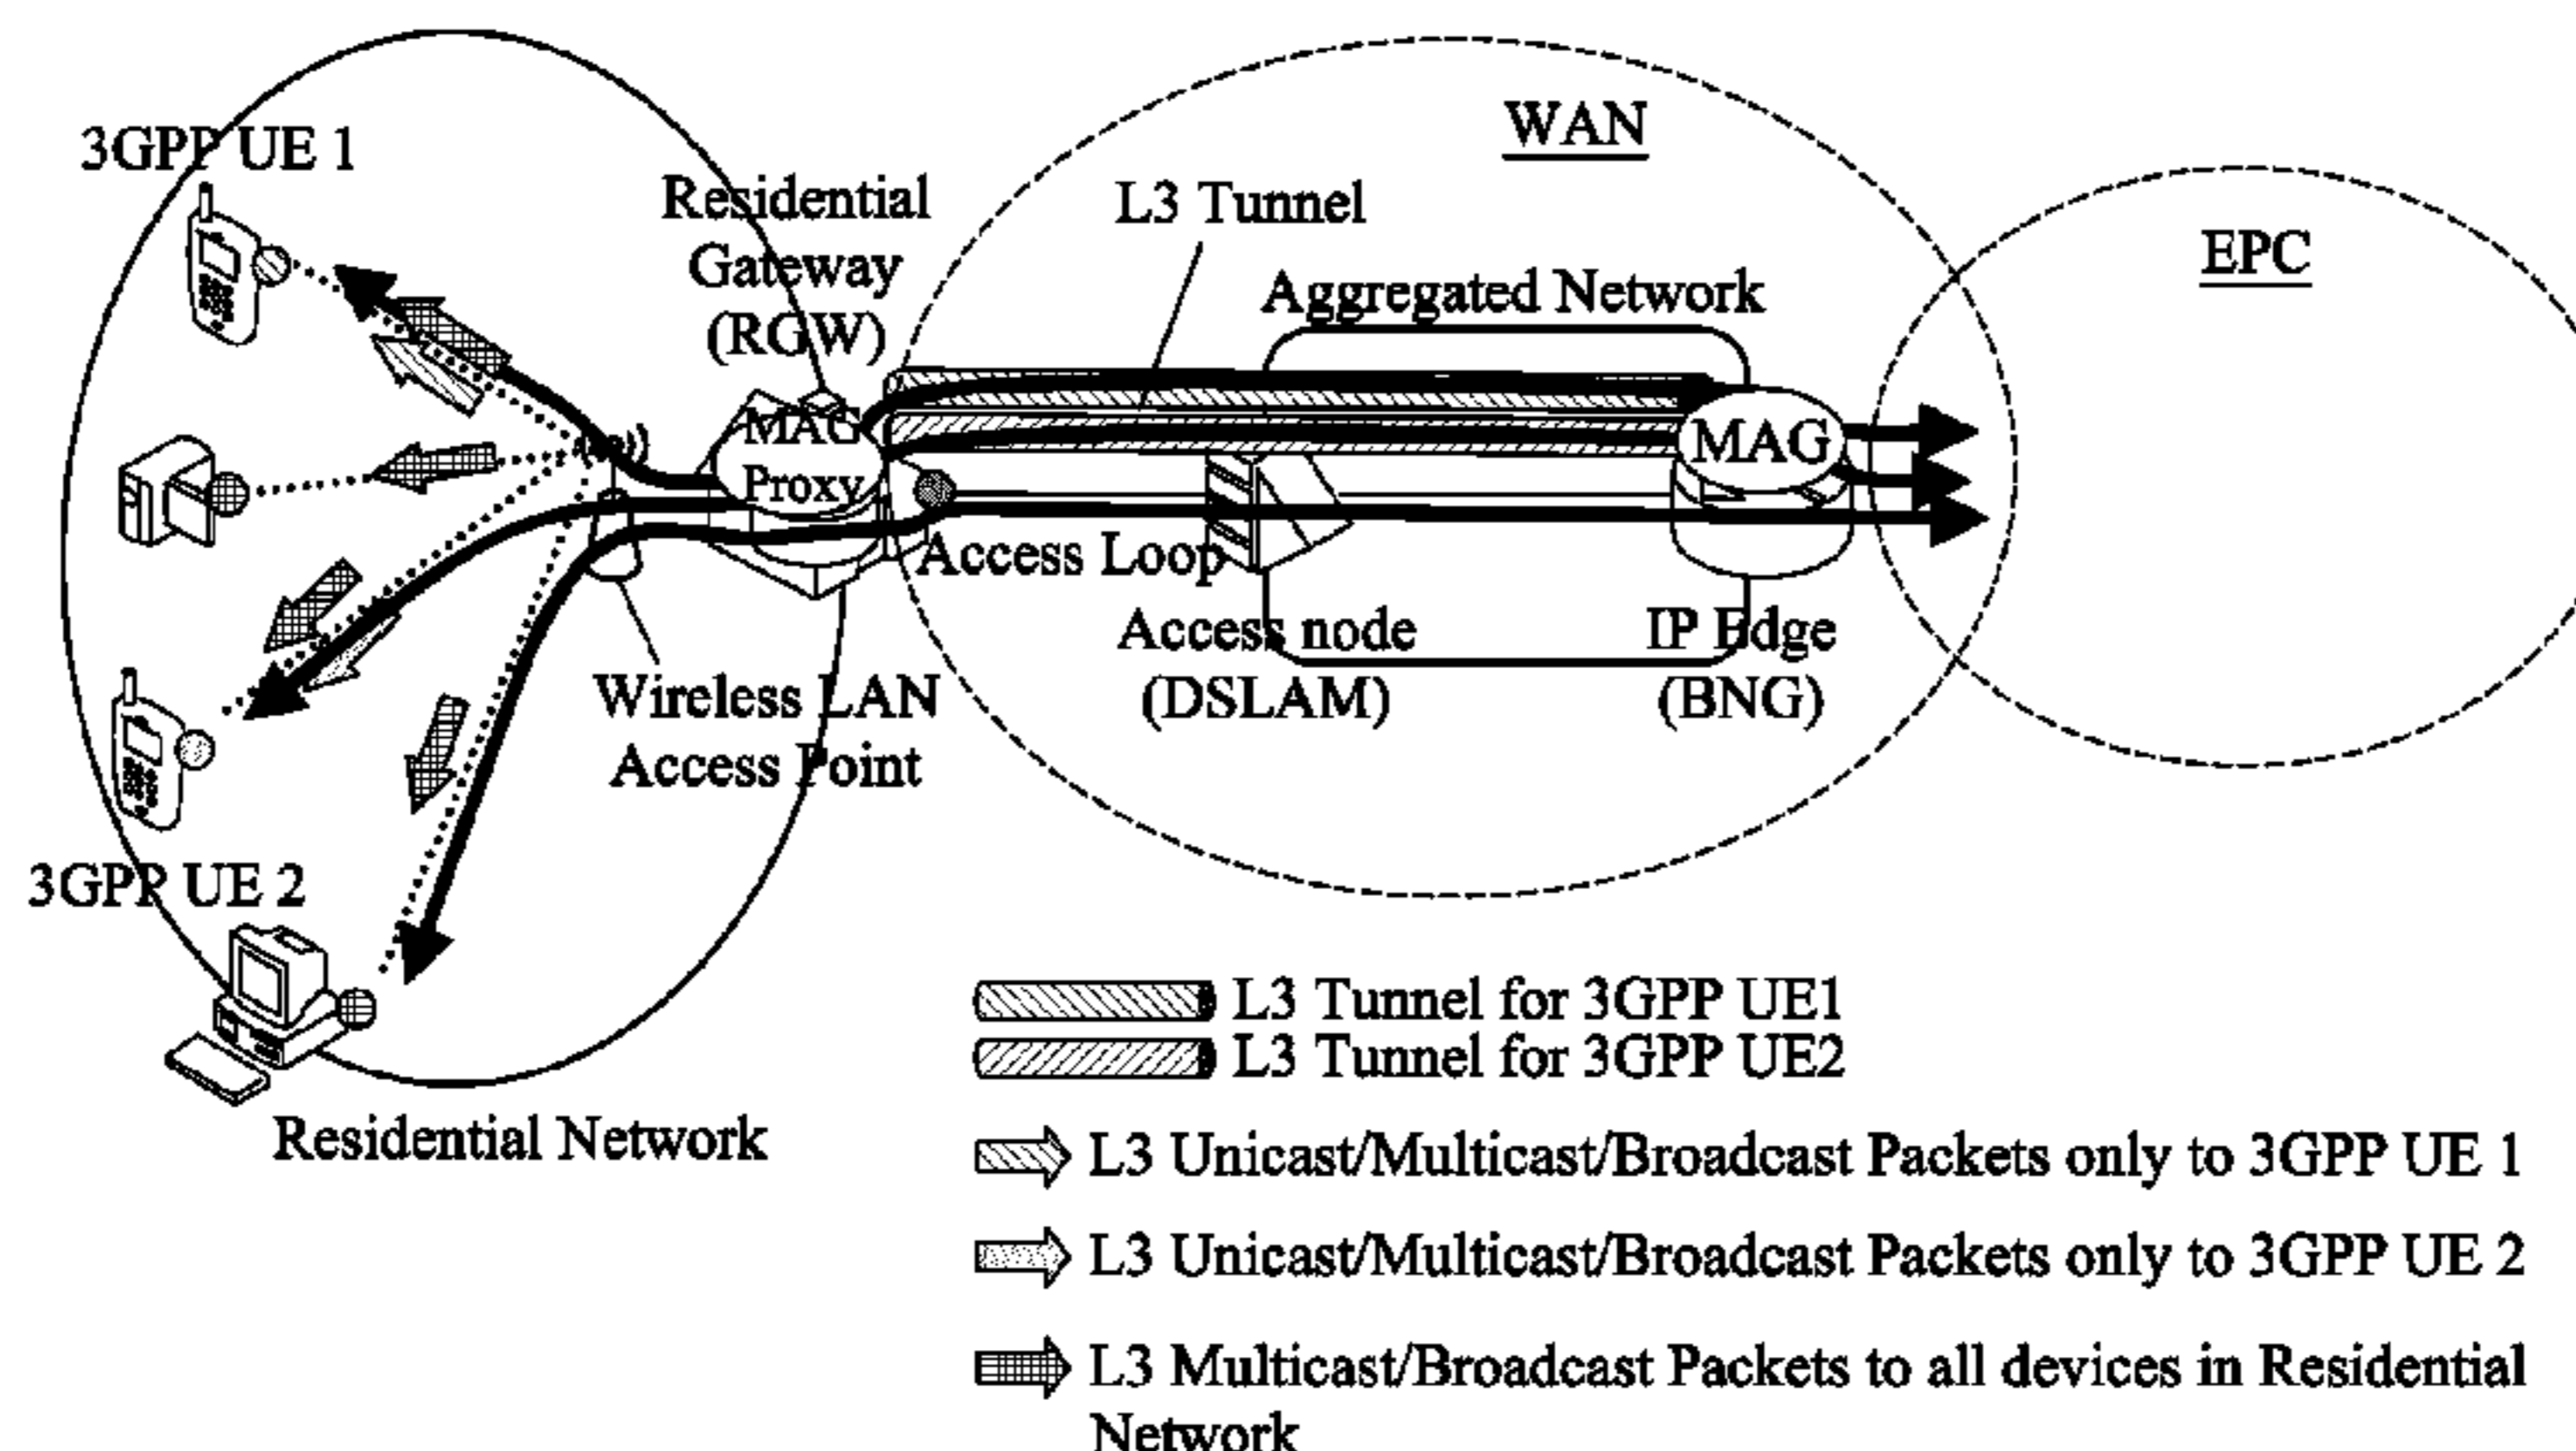 WAN
3GPP UE 1
Residential
Gateway
(RGW)
L3 Tunnel
EPC
Aggregated Network
MAG
Proxy
MAG
Access Loop
Access node
(DSLAM)
IP Edge
(BNG)
Wireless LAN
Access Point
3GPP UE 2
Residential Network
L3 Tunnel for 3GPP UE1
L3 Tunnel for 3GPP UE2
L3 Unicast/Multicast/Broadcast Packets only to 3GPP UE 1
L3 Unicast/Multicast/Broadcast Packets only to 3GPP UE 2
L3 Multicast/Broadcast Packets to all devices in Residential
Network